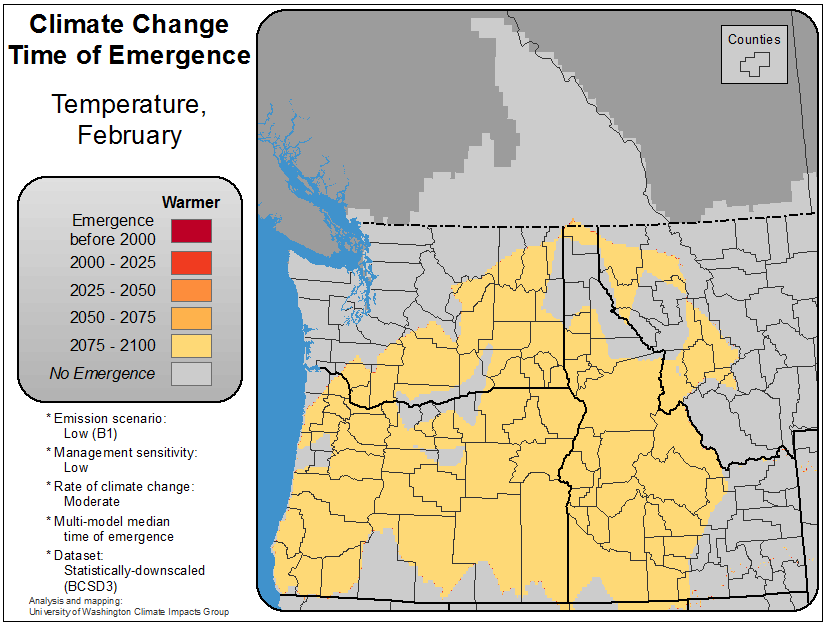 Climate Change
Time of Emergence
Temperature,
February
Warmer
Emergence
before 2000
2000 - 2025
2025 - 2050
2050 - 2075
2075 - 2100
No Emergence
* Emission scenario:
Low (B1)
* Management sensitivity:
Low
* Rate of climate change:
Moderate
* Multi-model median
time of emergence
* Dataset:
Statistically-downscaled
(BCSD3)
Analysis and mapping:
University of Washington Climate Impacts Group
Counties